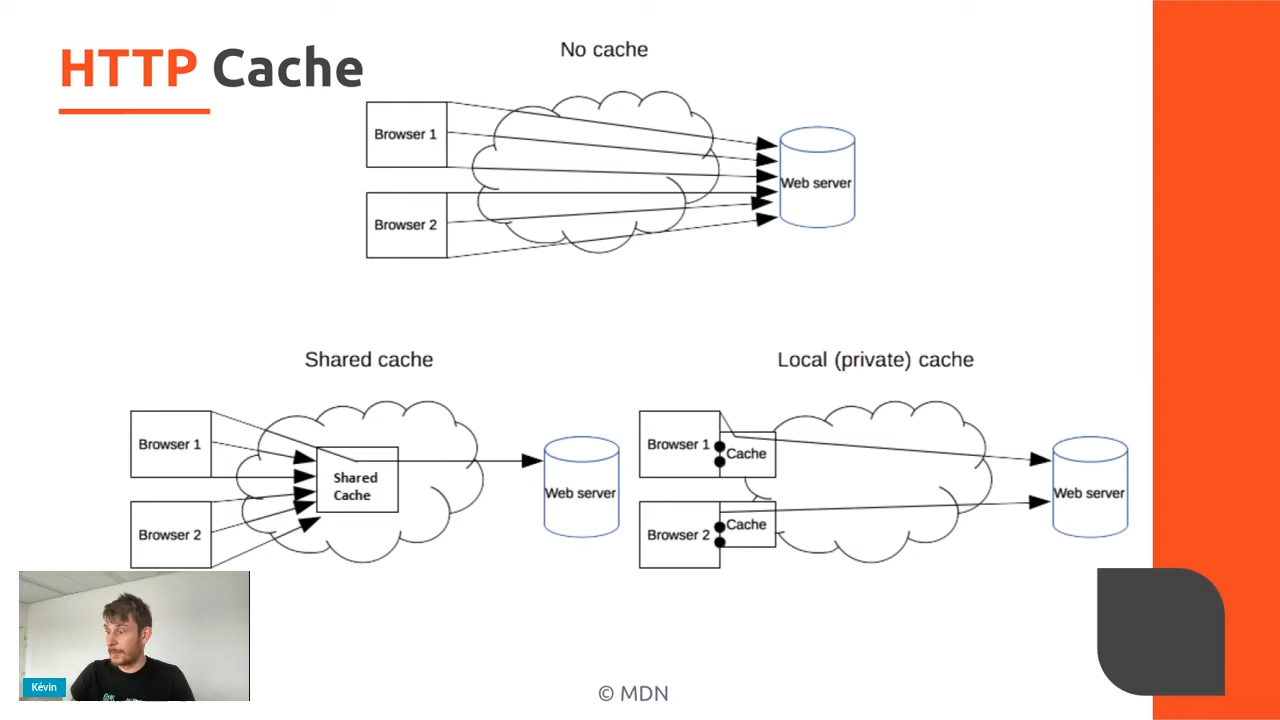 HTTP Cache
No cache
Browser 1
Browser 2
Web server
Shared cache
Browser 1
Browser 2
Shared
Cache
Web server
Local (private) cache
Browser 1
Cache
Browser 2
Cache
Web server
Kévin
© MDN